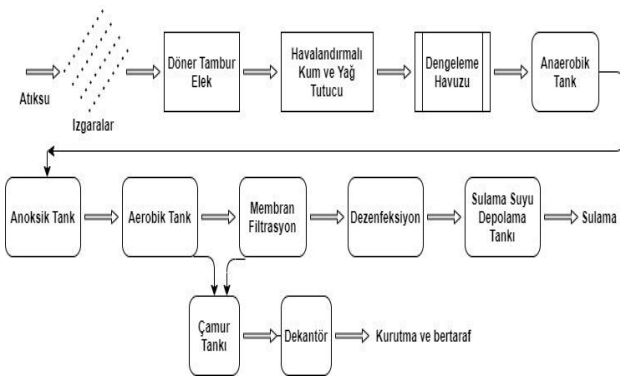 Atıksu
Izgaralar
Döner Tambur
Elek
Havalandırmalı
Kum ve Yağ
Tutucu
Dengeleme
Havuzu
Anaerobik
Tank
Anoksik Tank
Aerobik Tank
Membran
Filtrasyon
Dezenfeksiyon
Sulama Suyu
Depolama
Tankı
Sulama
Çamur
Tankı
Dekantör
Kurutma ve bertaraf